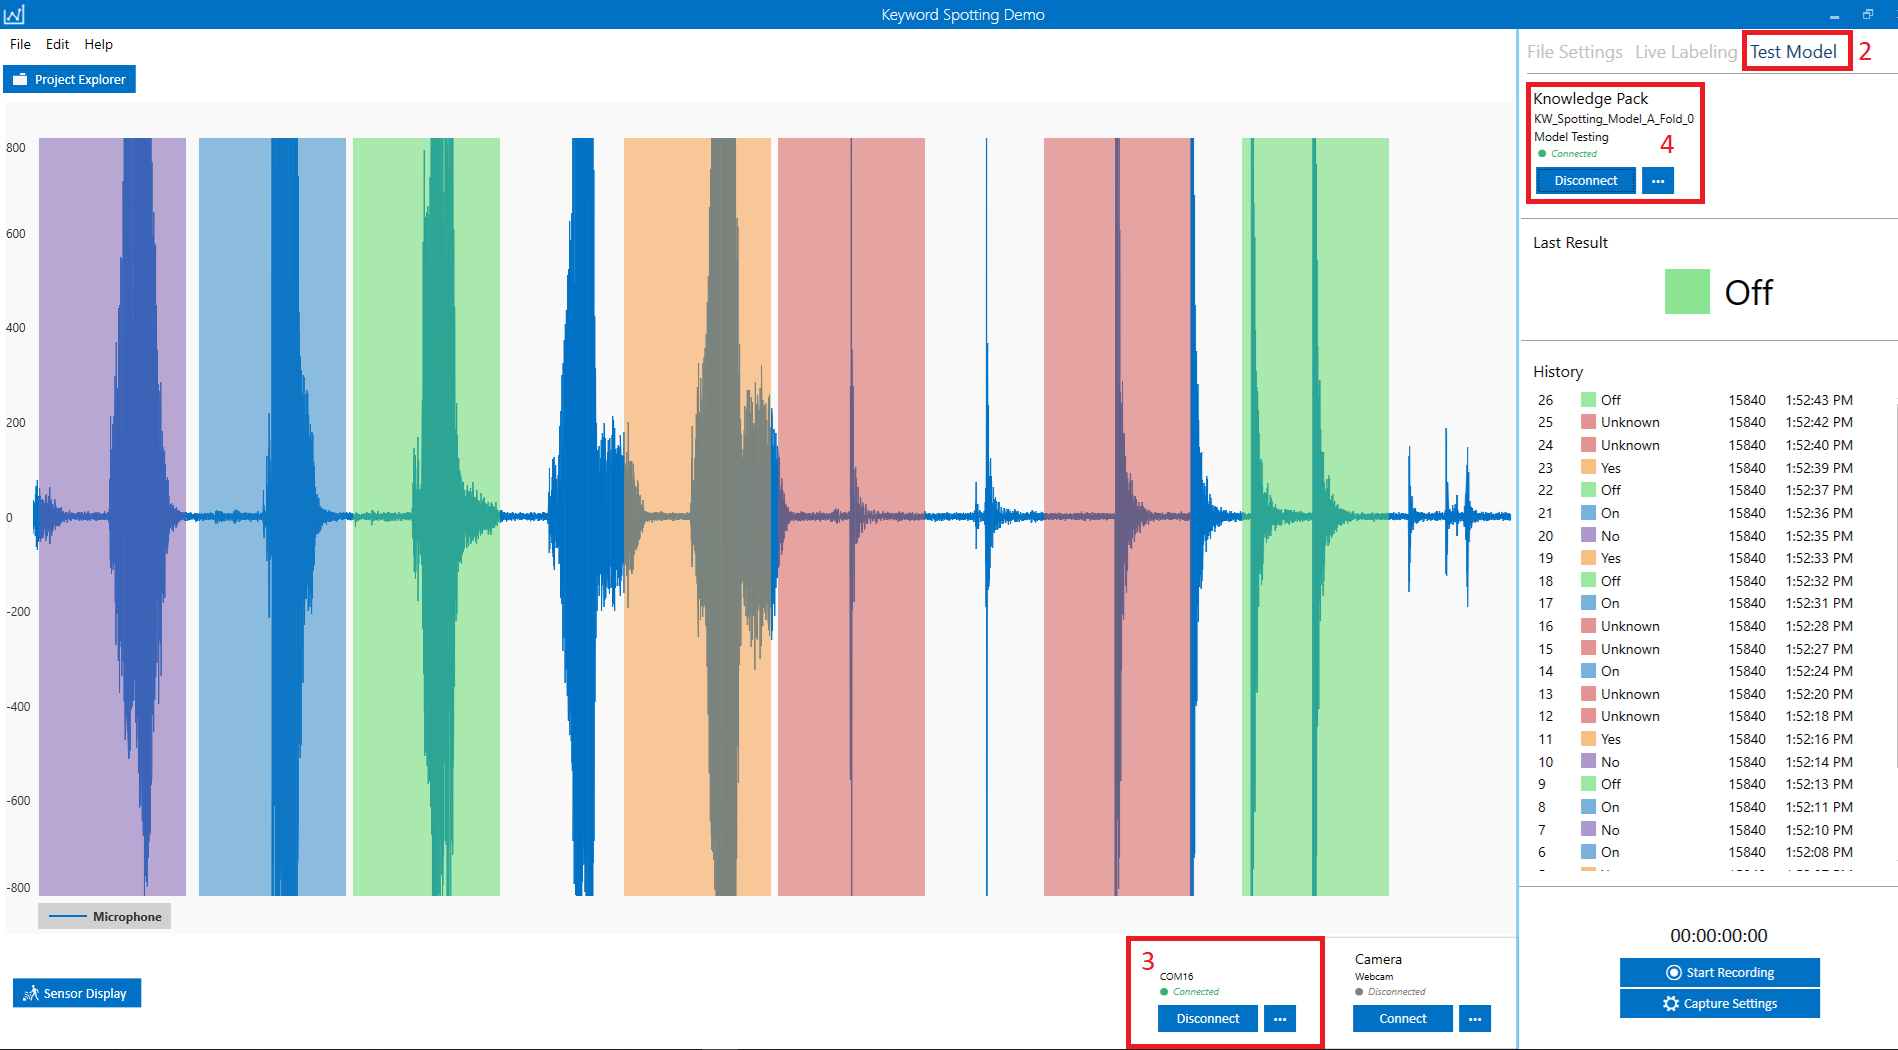 Keyword Spotting Demo
File Edit Help
Project Explorer
File Settings Live Labeling Test Model 2
Knowledge Pack
KW_Spotting_Model_A_Fold_0
Model Testing
4
Connected
Disconnect ...
Last Result
Off
History
26 Off 15840 1:52:43 PM
25 Unknown 15840 1:52:42 PM
24 Unknown 15840 1:52:40 PM
23 Yes 15840 1:52:39 PM
22 Off 15840 1:52:37 PM
21 On 15840 1:52:36 PM
20 No 15840 1:52:35 PM
19 Yes 15840 1:52:33 PM
18 Off 15840 1:52:32 PM
17 On 15840 1:52:31 PM
16 Unknown 15840 1:52:28 PM
15 Unknown 15840 1:52:27 PM
14 On 15840 1:52:24 PM
13 Unknown 15840 1:52:20 PM
12 Unknown 15840 1:52:18 PM
11 Yes 15840 1:52:16 PM
10 No 15840 1:52:14 PM
9 Off 15840 1:52:13 PM
8 On 15840 1:52:11 PM
7 No 15840 1:52:10 PM
6 On 15840 1:52:08 PM
800
600
400
200
0
-200
-400
-600
-800
Microphone
Sensor Display
3
COM16
Connected
Disconnect ...
Camera
Webcam
Disconnected
Connect ...
00:00:00:00
Start Recording
Capture Settings